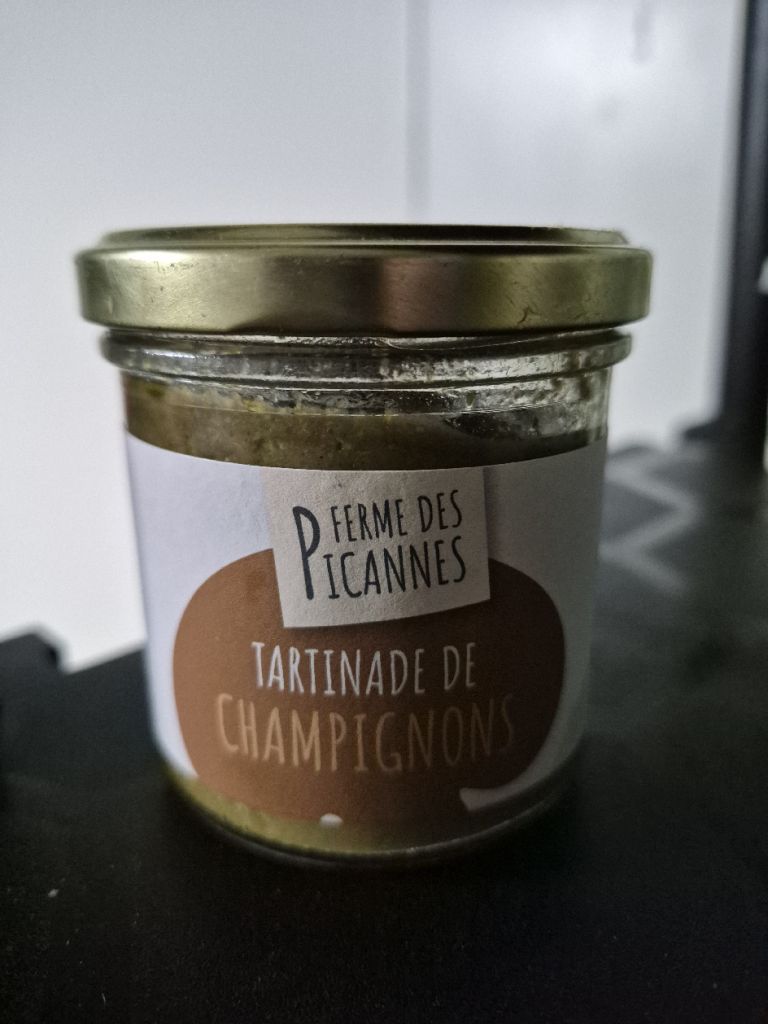 FERME DES
PICANNES
TARTINADE DE
CHAMPIGNONS